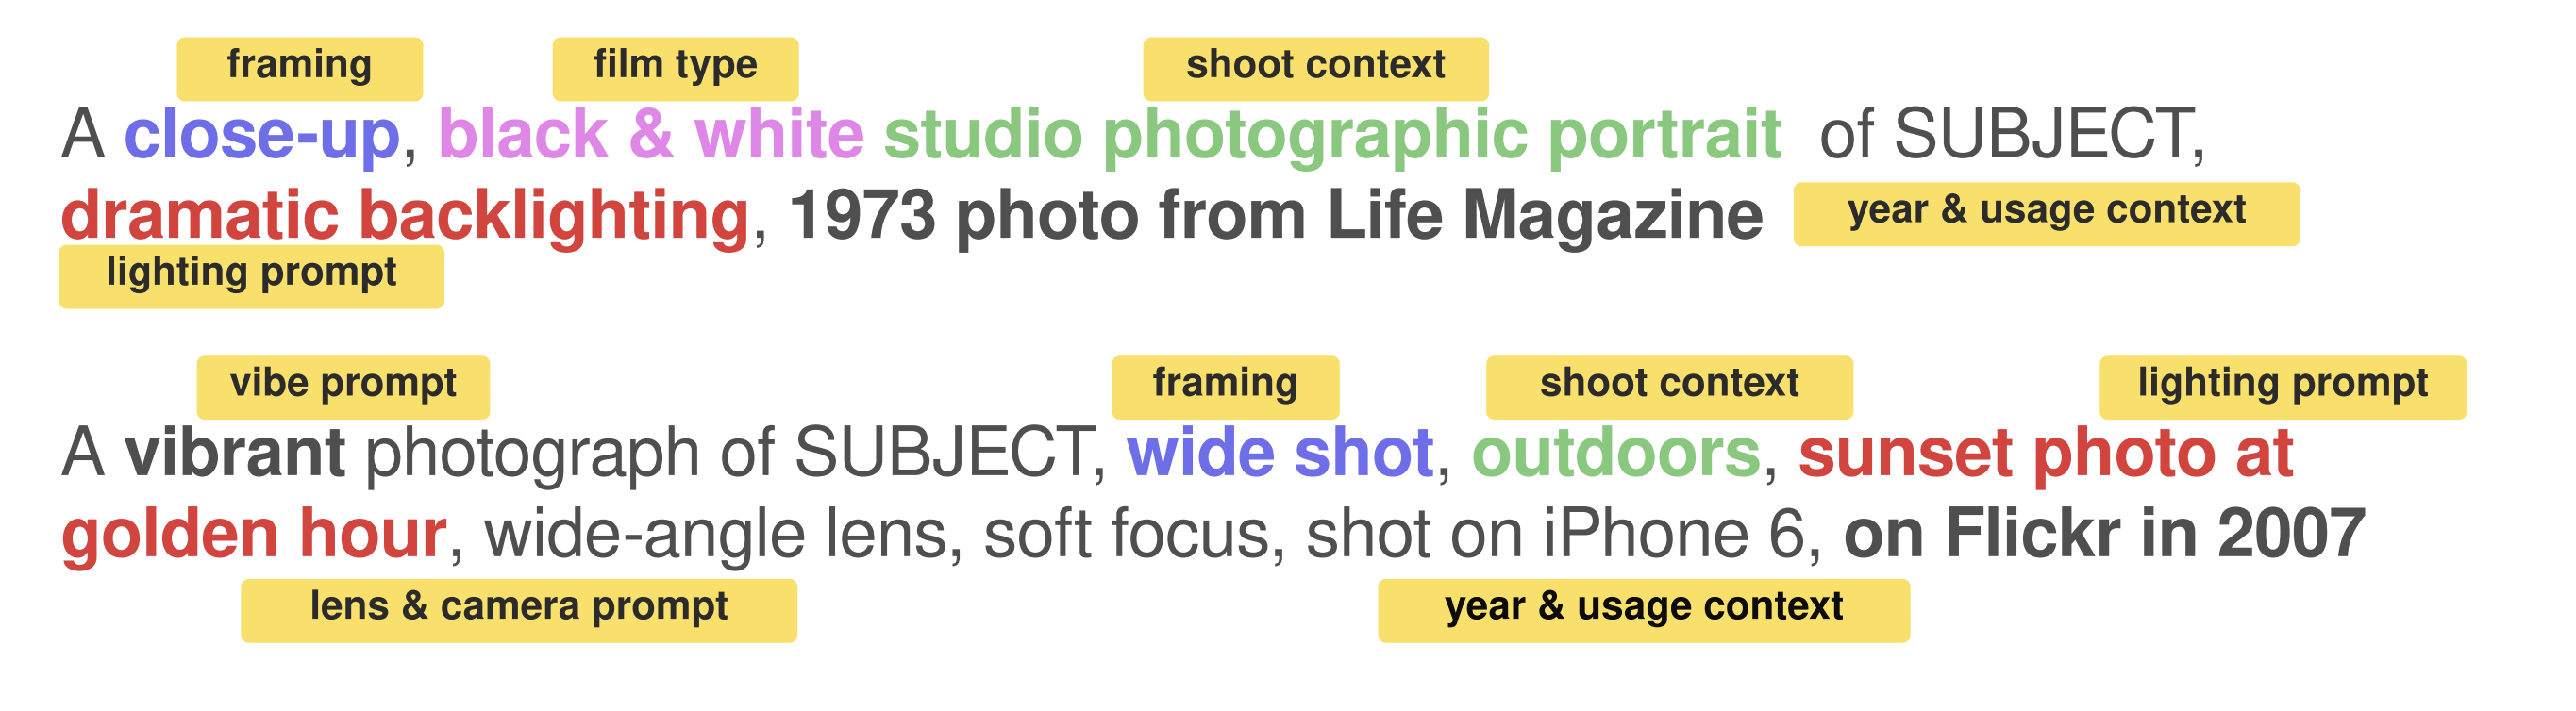 framing film type shoot context
A close-up, black & white studio photographic portrait of SUBJECT,
dramatic backlighting, 1973 photo from Life Magazine year & usage context
lighting prompt
vibe prompt framing shoot context lighting prompt
A vibrant photograph of SUBJECT, wide shot, outdoors, sunset photo at
golden hour, wide-angle lens, soft focus, shot on iPhone 6, on Flickr in 2007
lens & camera prompt year & usage context